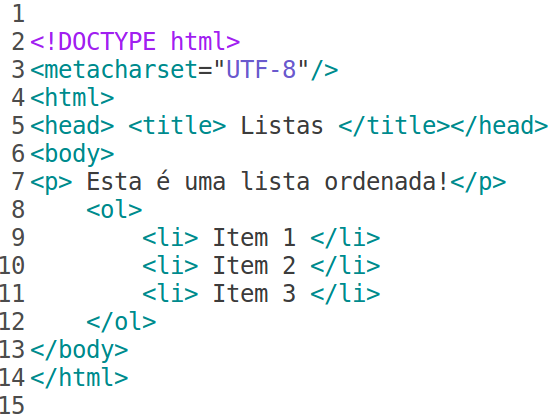 1
2 <!DOCTYPE html>
3 <metacharset="UTF-8"/>
4 <html>
5 <head> <title> Listas </title></head>
6 <body>
7 <p> Esta é uma lista ordenada!</p>
8     <ol>
9         <li> Item 1 </li>
10         <li> Item 2 </li>
11         <li> Item 3 </li>
12     </ol>
13 </body>
14 </html>
15